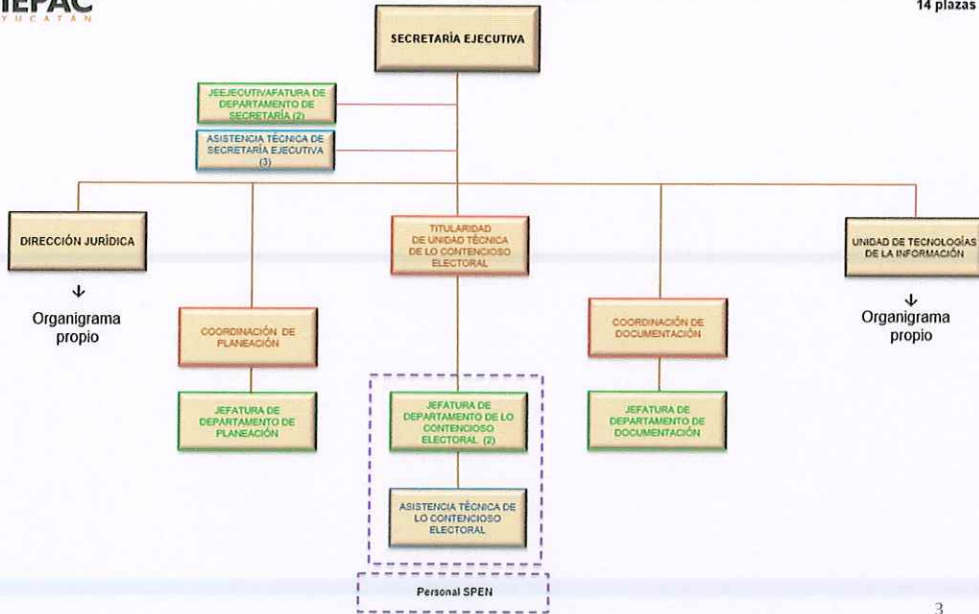 IEPAC
YUCATÁN
14 plazas
SECRETARÍA EJECUTIVA
JEEJECUTIVAFATURA DE
DEPARTAMENTO DE
SECRETARÍA (2)
ASISTENCIA TÉCNICA DE
SECRETARÍA EJECUTIVA
(3)
DIRECCIÓN JURÍDICA
↓
Organigrama
propio
TITULARIDAD
DE UNIDAD TÉCNICA
DE LO CONTENCIOSO
ELECTORAL
UNIDAD DE TECNOLOGÍAS
DE LA INFORMACIÓN
↓
Organigrama
propio
COORDINACIÓN DE
PLANEACIÓN
COORDINACIÓN DE
DOCUMENTACIÓN
JEFATURA DE
DEPARTAMENTO DE
PLANEACIÓN
JEFATURA DE
DEPARTAMENTO DE LO
CONTENCIOSO
ELECTORAL (2)
JEFATURA DE
DEPARTAMENTO DE
DOCUMENTACIÓN
ASISTENCIA TÉCNICA DE
LO CONTENCIOSO
ELECTORAL
Personal SPEN
3